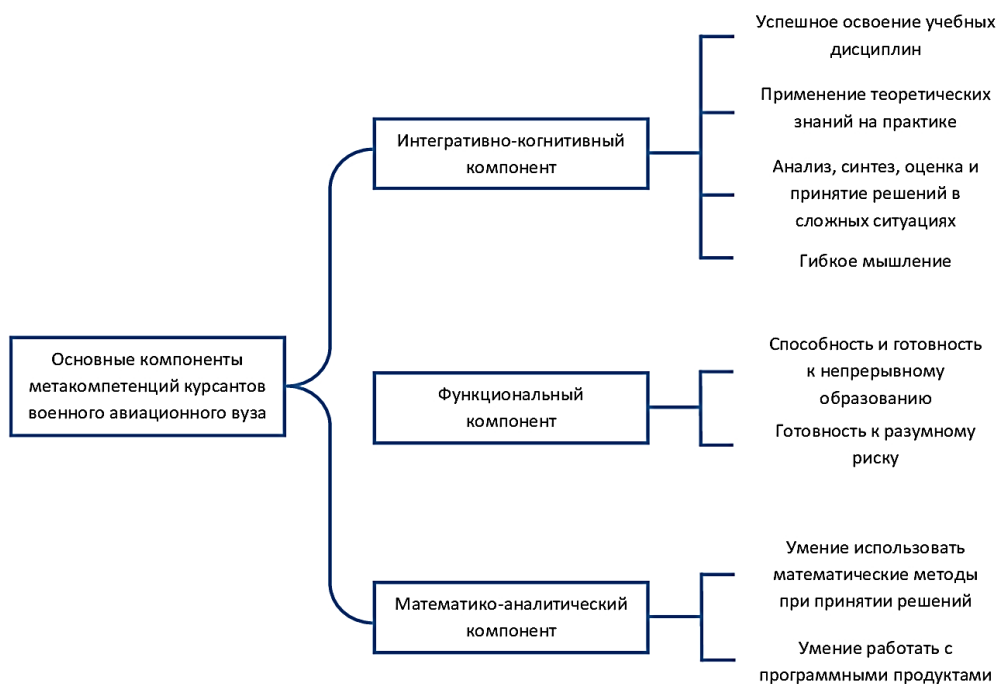 Основные компоненты
метакомпетенций курсантов
военного авиационного вуза
Интегративно-когнитивный
компонент
Успешное освоение учебных
дисциплин
Применение теоретических
знаний на практике
Анализ, синтез, оценка и
принятие решений в
сложных ситуациях
Гибкое мышление
Функциональный
компонент
Способность и готовность
к непрерывному
образованию
Готовность к разумному
риску
Математико-аналитический
компонент
Умение использовать
математические методы
при принятии решений
Умение работать с
программными продуктами